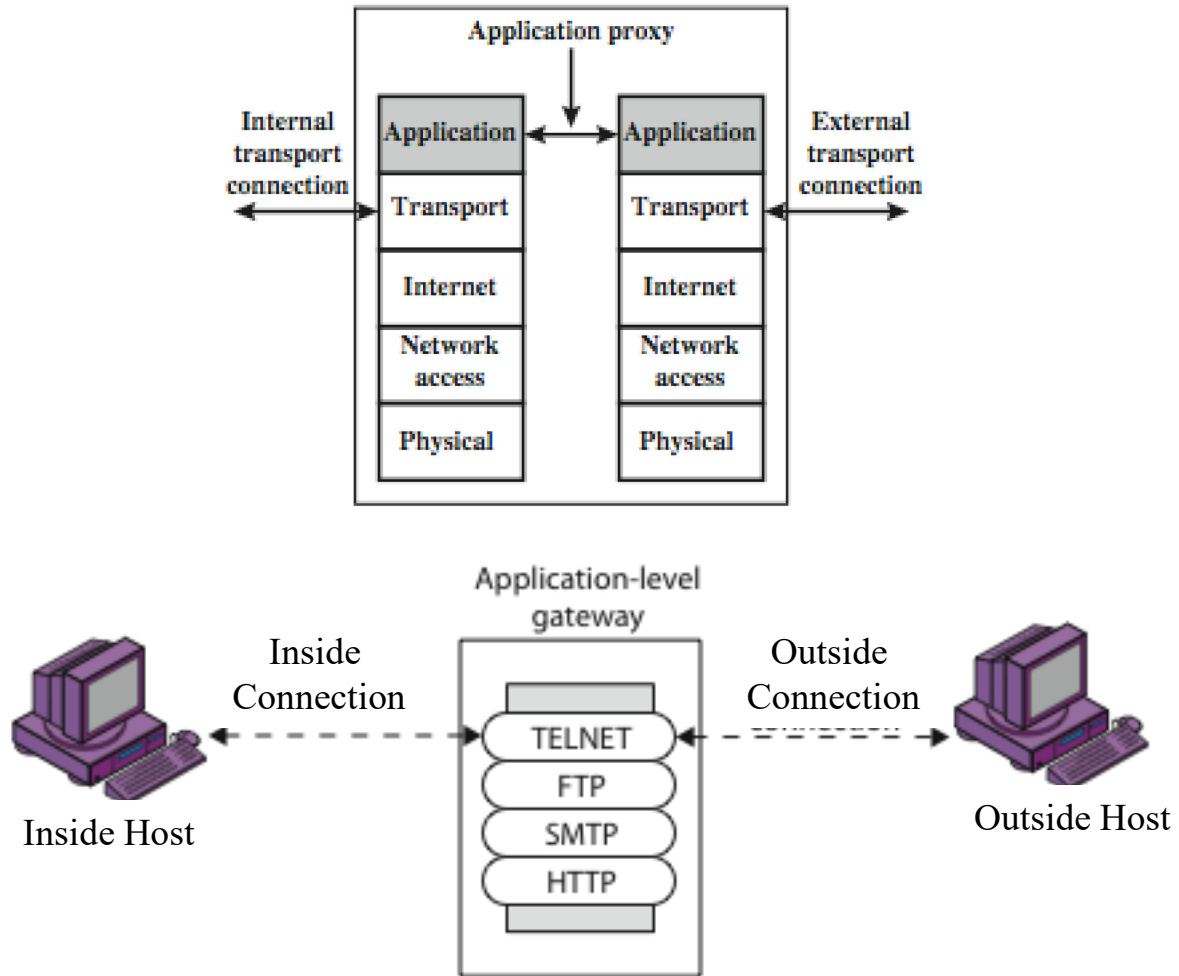 Application proxy
Internal
transport
connection
Application
Transport
Internet
Network
access
Physical
Application
Transport
Internet
Network
access
Physical
External
transport
connection
Application-level
gateway
Inside
Connection
Outside
Connection
TELNET
FTP
SMTP
HTTP
Inside Host
Outside Host